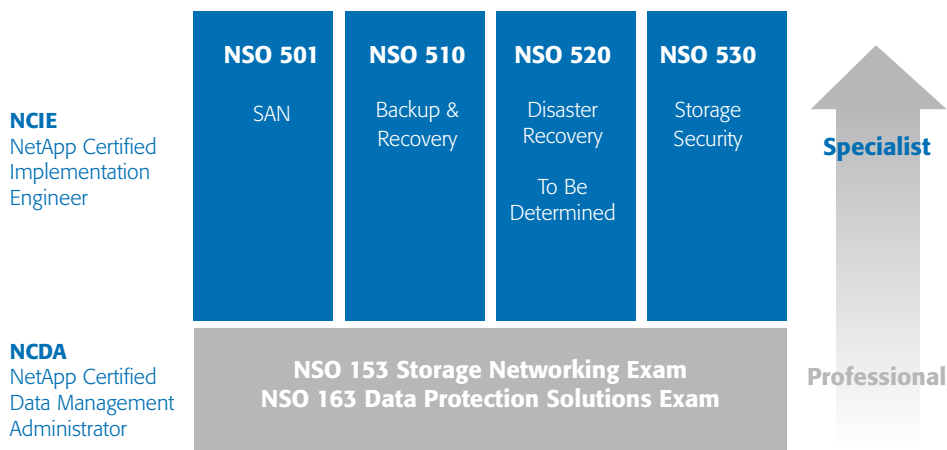 NCIE
NetApp Certified
Implementation
Engineer
NSO 501
SAN
NSO 510
Backup &
Recovery
NSO 520
Disaster
Recovery
To Be
Determined
NSO 530
Storage
Security
Specialist
NCDA
NetApp Certified
Data Management
Administrator
NSO 153 Storage Networking Exam
NSO 163 Data Protection Solutions Exam
Professional